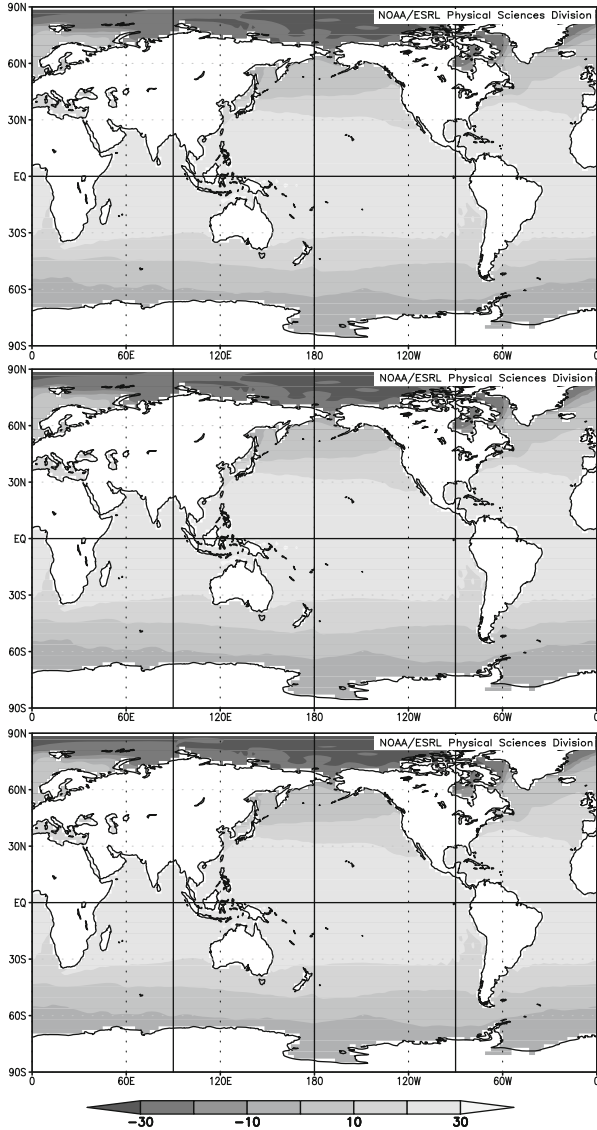 90N
NOAA/ESRL Physical Sciences Division
60N
30N
EQ
30S
60S
90S
0 60E 120E 180 120W 60W
90N
NOAA/ESRL Physical Sciences Division
60N
30N
EQ
30S
60S
90S
0 60E 120E 180 120W 60W
90N
NOAA/ESRL Physical Sciences Division
60N
30N
EQ
30S
60S
90S
0 60E 120E 180 120W 60W
-30 -10 10 30